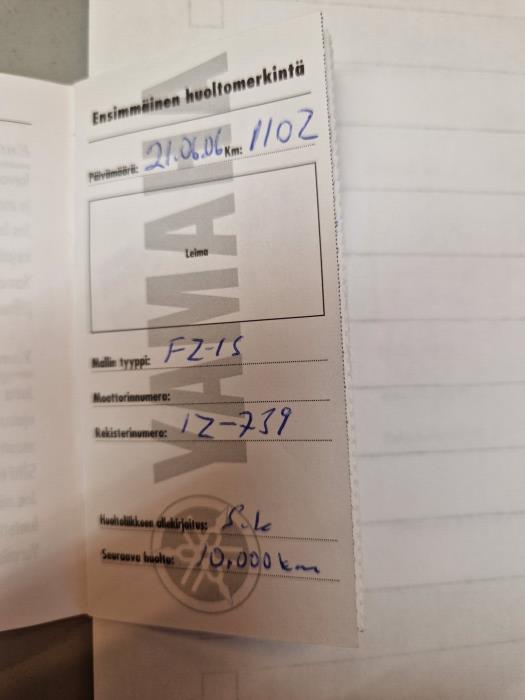 Ensimmäinen huoltomerkintä
Päivämäärä: 21.06.06 Km: 1102
Leima
YAMAHA
Mallin tyyppi: FZ-1S
Moottorinnumero:
Rekisterinumero: IZ-739
Huoltoliikkeen allekirjoitus:
Seuraava huolto: 10,000 km